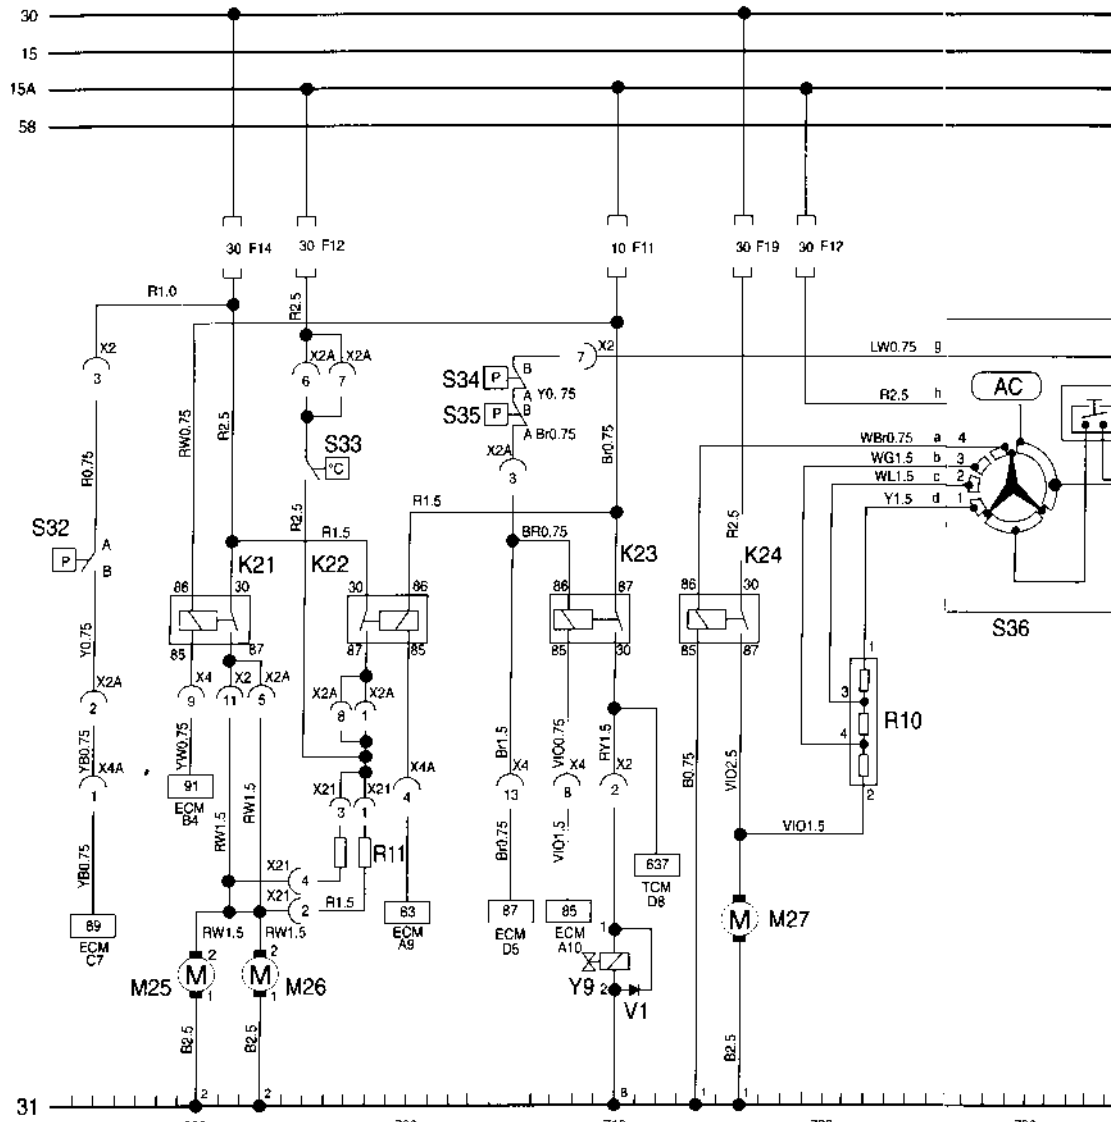 30
15
15A
58
30 F14
30 F12
10 F11
30 F19
30 F12
R1.0
R2.5
X2
3
X2A
X2A
6
7
RW0.75
R2.5
S33
°C
S34
P
B
A
Y0.75
S35
P
B
A
Br0.75
X2
7
X2A
3
Br0.75
LW0.75 g
R2.5 h
AC
WBr0.75 a 4
WG1.5 b 3
WL1.5 c 2
Y1.5 d 1
S36
R0.75
S32
P
A
B
R2.5
R1.5
R1.5
BR0.75
R2.5
K21
K22
K23
K24
86
30
85
87
30
86
87
85
86
87
85
30
86
30
85
87
Y0.75
X2A
2
X4
9
X2
11
X2A
5
X2A
8
X2A
1
YB0.75
X4A
1
YW0.75
91
ECM
B4
RW1.5
RW1.5
X21
3
X21
1
X4A
4
R11
Br1.5
VIO0.75
RY1.5
X4
13
X4
8
X2
2
B0.75
VIO2.5
1
3
4
2
R10
VIO1.5
YB0.75
X21
4
X21
2
R1.5
Br0.75
VIO1.5
637
TCM
D8
89
ECM
C7
RW1.5
RW1.5
83
ECM
A9
87
ECM
D5
85
ECM
A10
M25
M
2
1
M26
M
2
1
Y9
1
2
V1
M27
M
B2.5
B2.5
B2.5
31
2
2
8
1
1